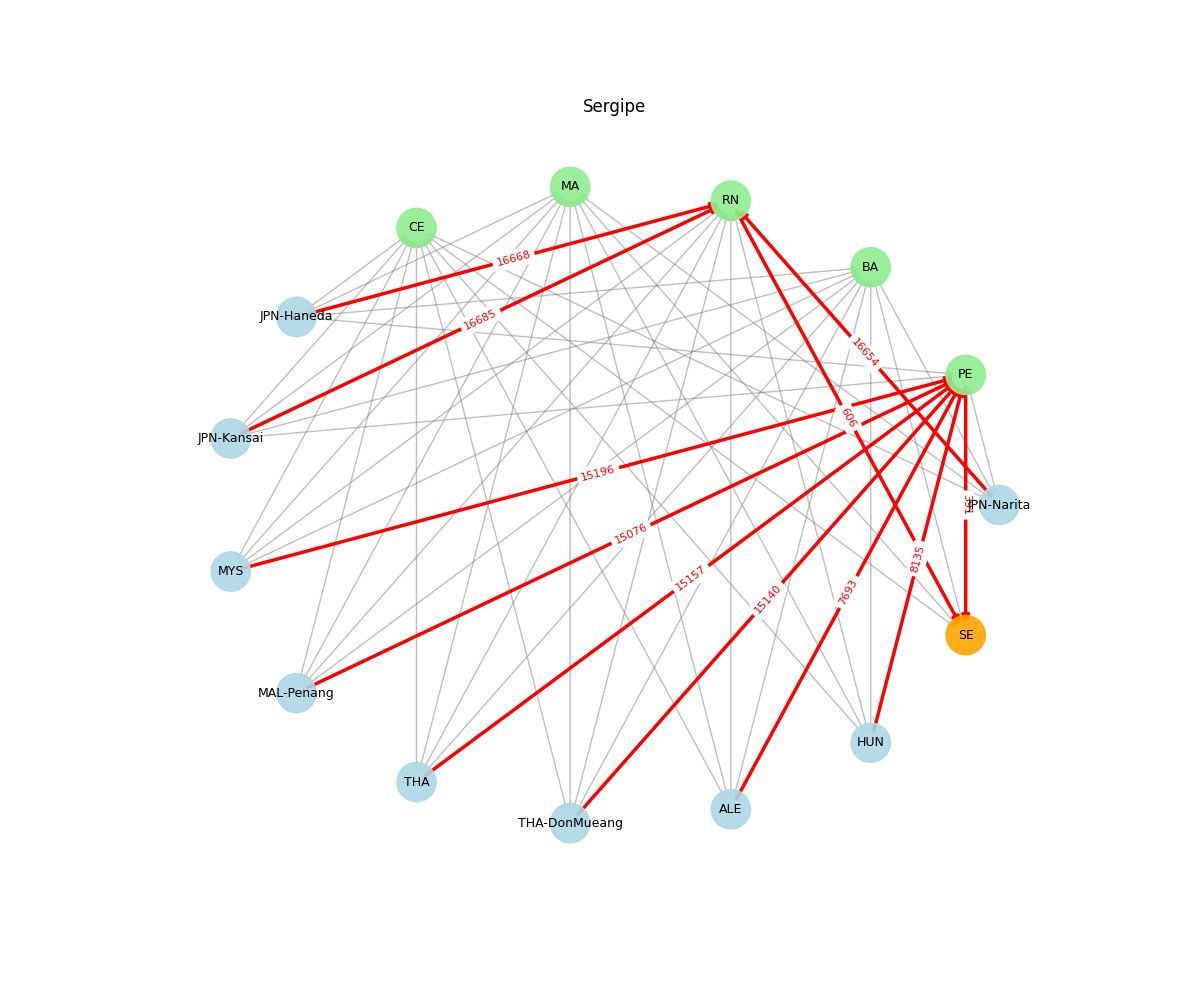 Sergipe
MA
RN
CE
BA
16668
JPN-Haneda
16685
16654
PE
606
JPN-Kansai
15196
JPN-Narita
15076
8135
MYS
15157
15140
7693
SE
MAL-Penang
HUN
THA
ALE
THA-DonMueang